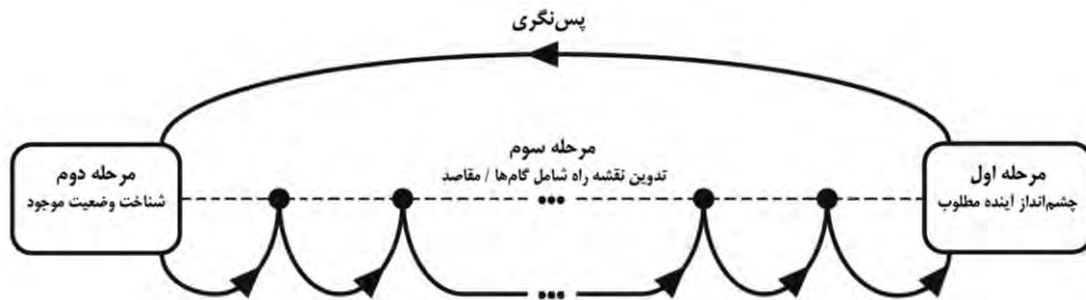 پس‌نگری
مرحله اول
چشم‌انداز آینده مطلوب
مرحله سوم
تدوین نقشه راه شامل گام‌ها / مقاصد
مرحله دوم
شناخت وضعیت موجود